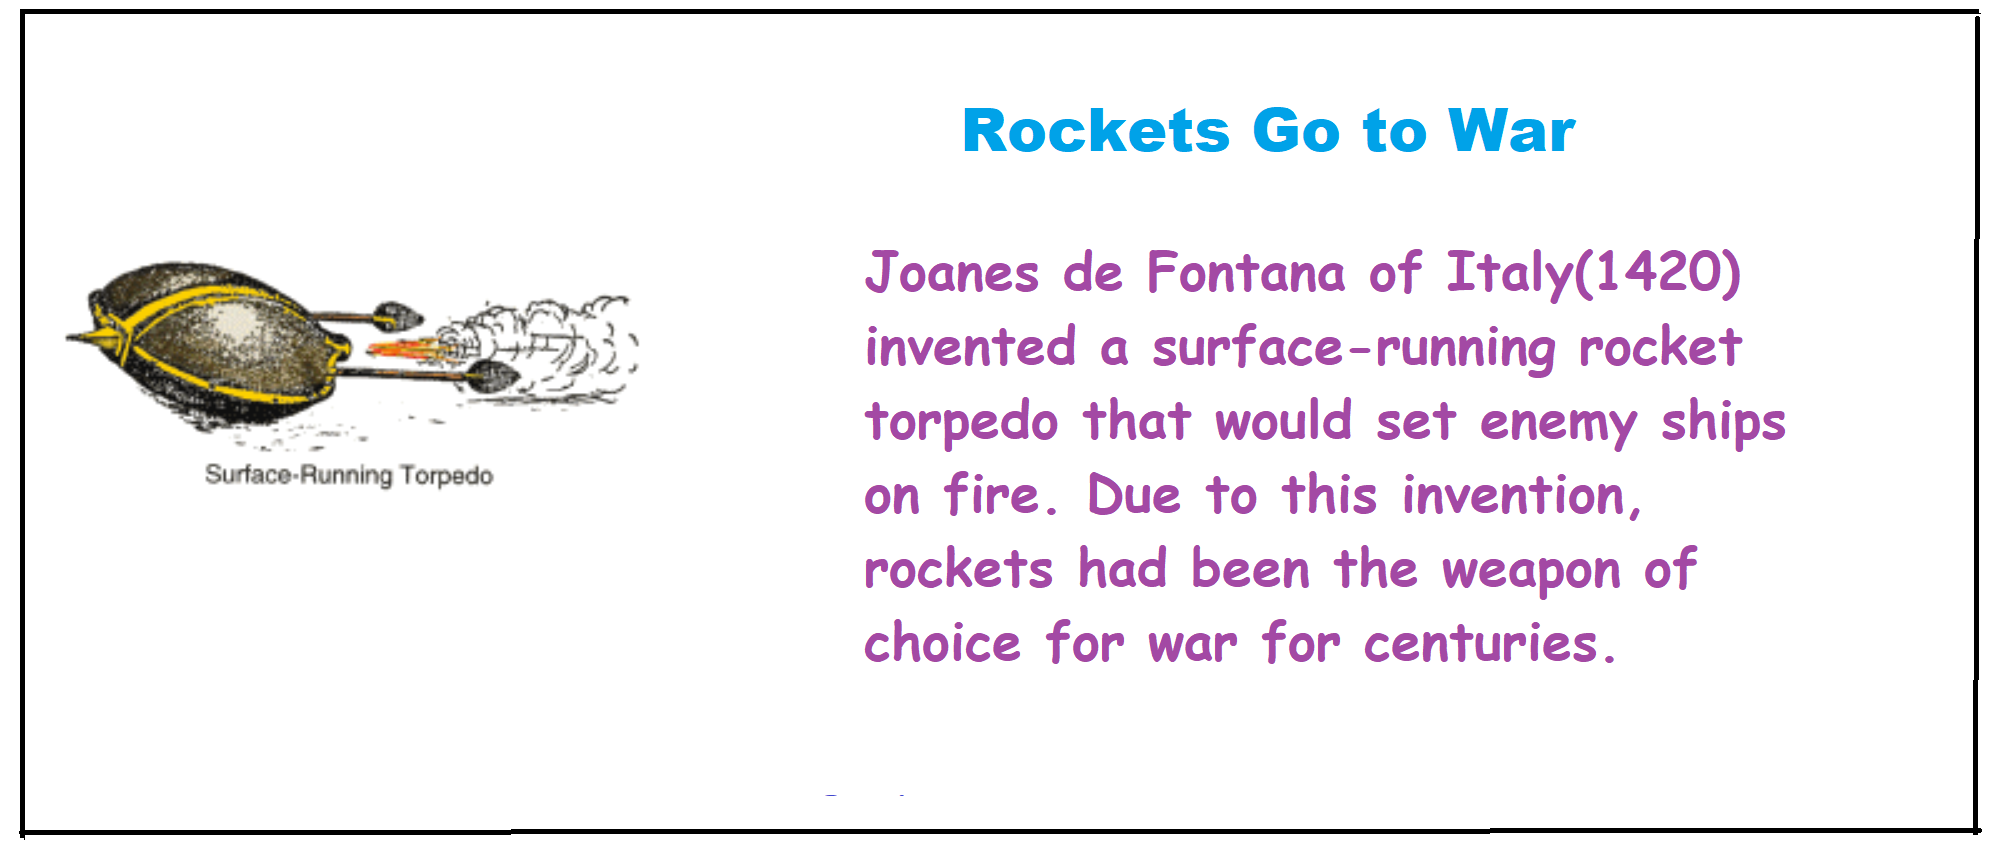 Rockets Go to War
Joanes de Fontana of Italy(1420)
invented a surface-running rocket
torpedo that would set enemy ships
on fire. Due to this invention,
rockets had been the weapon of
choice for war for centuries.
Surface-Running Torpedo